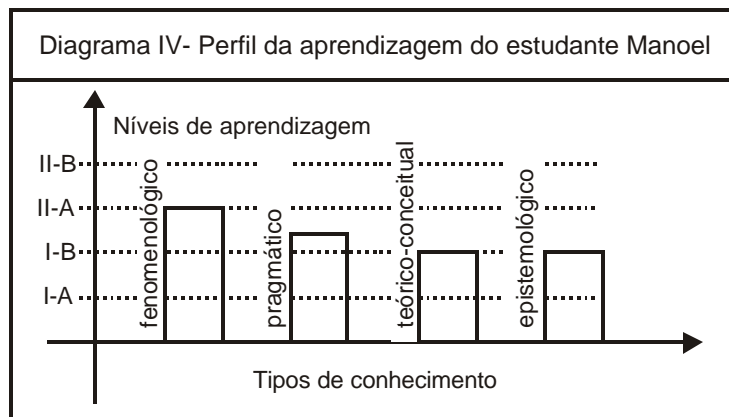 Diagrama IV- Perfil da aprendizagem do estudante Manoel
Níveis de aprendizagem
II-B
II-A
I-B
I-A
fenomenológico
pragmático
teórico-conceitual
epistemológico
Tipos de conhecimento